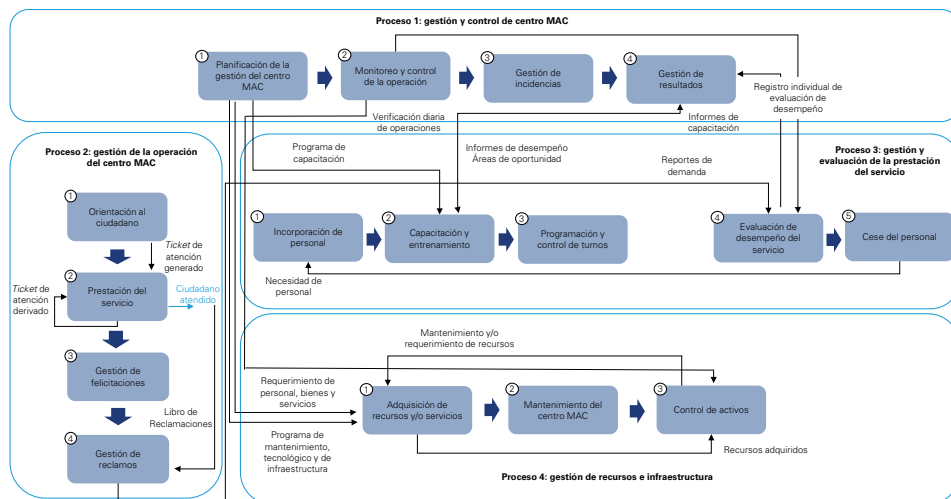 Proceso 1: gestión y control de centro MAC
1
Planificación de la
gestión del centro
MAC
2
Monitoreo y control
de la operación
3
Gestión de
incidencias
4
Gestión de
resultados
Registro individual de
evaluación de
desempeño
Verificación diaria
de operaciones
Informes de
capacitación
Proceso 2: gestión de la operación
del centro MAC
1
Orientación al
ciudadano
Ticket de
atención
generado
2
Prestación del
servicio
Ticket de
atención
derivado
Ciudadano
atendido
3
Gestión de
felicitaciones
Libro de
Reclamaciones
4
Gestión de
reclamos
Programa de
capacitación
Informes de desempeño
Áreas de oportunidad
Reportes de
demanda
Proceso 3: gestión y
evaluación de la prestación
del servicio
1
Incorporación de
personal
2
Capacitación y
entrenamiento
3
Programación y
control de turnos
4
Evaluación de
desempeño del
servicio
5
Cese del personal
Necesidad de
personal
Mantenimiento y/o
requerimiento de recursos
Requerimiento de
personal, bienes y
servicios
1
Adquisición de
recursos y/o servicios
2
Mantenimiento del
centro MAC
3
Control de activos
Programa de
mantenimiento,
tecnológico y de
infraestructura
Recursos adquiridos
Proceso 4: gestión de recursos e infraestructura